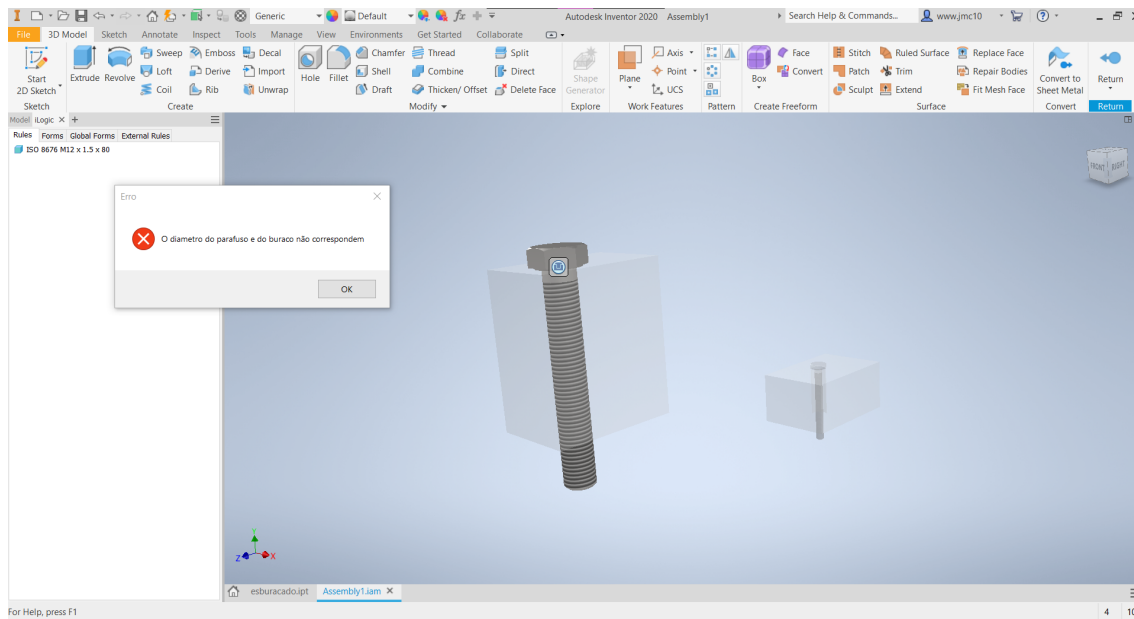 Generic Default Autodesk Inventor 2020 Assembly1 Search Help & Commands... www.jmc10
File 3D Model Sketch Annotate Inspect Tools Manage View Environments Get Started Collaborate
Sweep Emboss Decal Chamfer Thread Split Axis Face Stitch Ruled Surface Replace Face
Start 2D Sketch Extrude Revolve Loft Derive Import Hole Fillet Shell Combine Direct Shape Generator Plane Point Box Convert Patch Trim Repair Bodies Convert to Sheet Metal Return
Coil Rib Unwrap Draft Thicken/ Offset Delete Face UCS Sculpt Extend Fit Mesh Face
Sketch Create Modify Explore Work Features Pattern Create Freeform Surface Convert Return
Model iLogic × +
Rules Forms Global Forms External Rules
ISO 8676 M12 x 1.5 x 80
FRONT RIGHT
Erro
O diametro do parafuso e do buraco não correspondem
OK
Y
Z X
esburacado.ipt Assembly1.iam ×
For Help, press F1 4 10